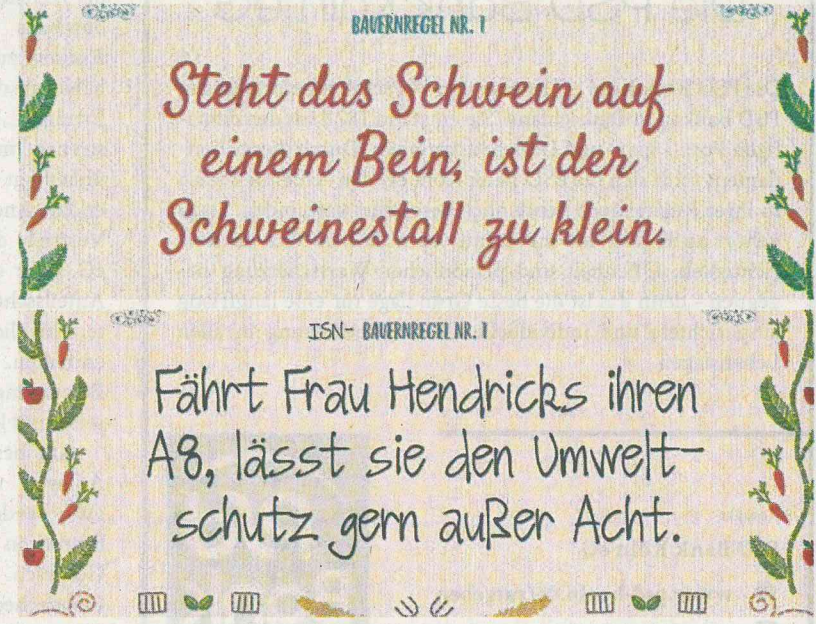 BAUERNREGEL NR. 1
Steht das Schwein auf
einem Bein, ist der
Schweinestall zu klein.
ISN- BAUERNREGEL NR. 1
Fährt Frau Hendricks ihren
A8, lässt sie den Umwelt-
schutz gern außer Acht.